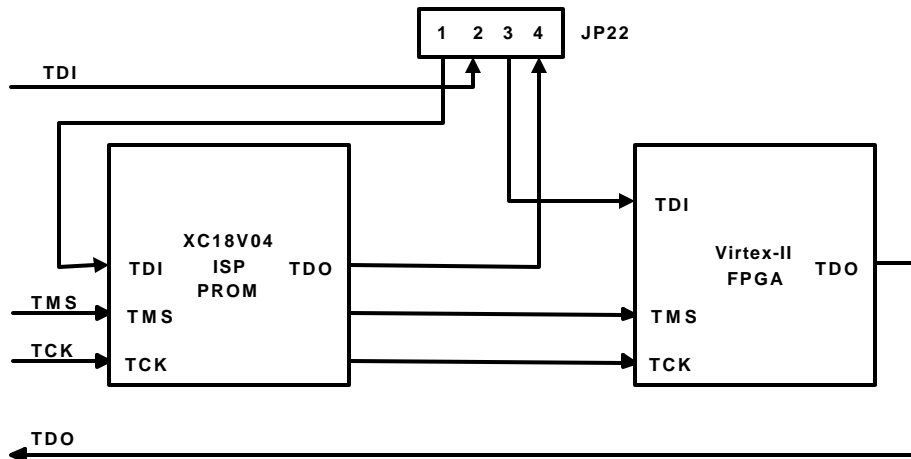 1 2 3 4 JP22
TDI
XC18V04
ISP
PROM
TDI
TDO
TMS
TMS
TCK
TCK
TDI
Virtex-II
FPGA
TDO
TMS
TCK
TDO